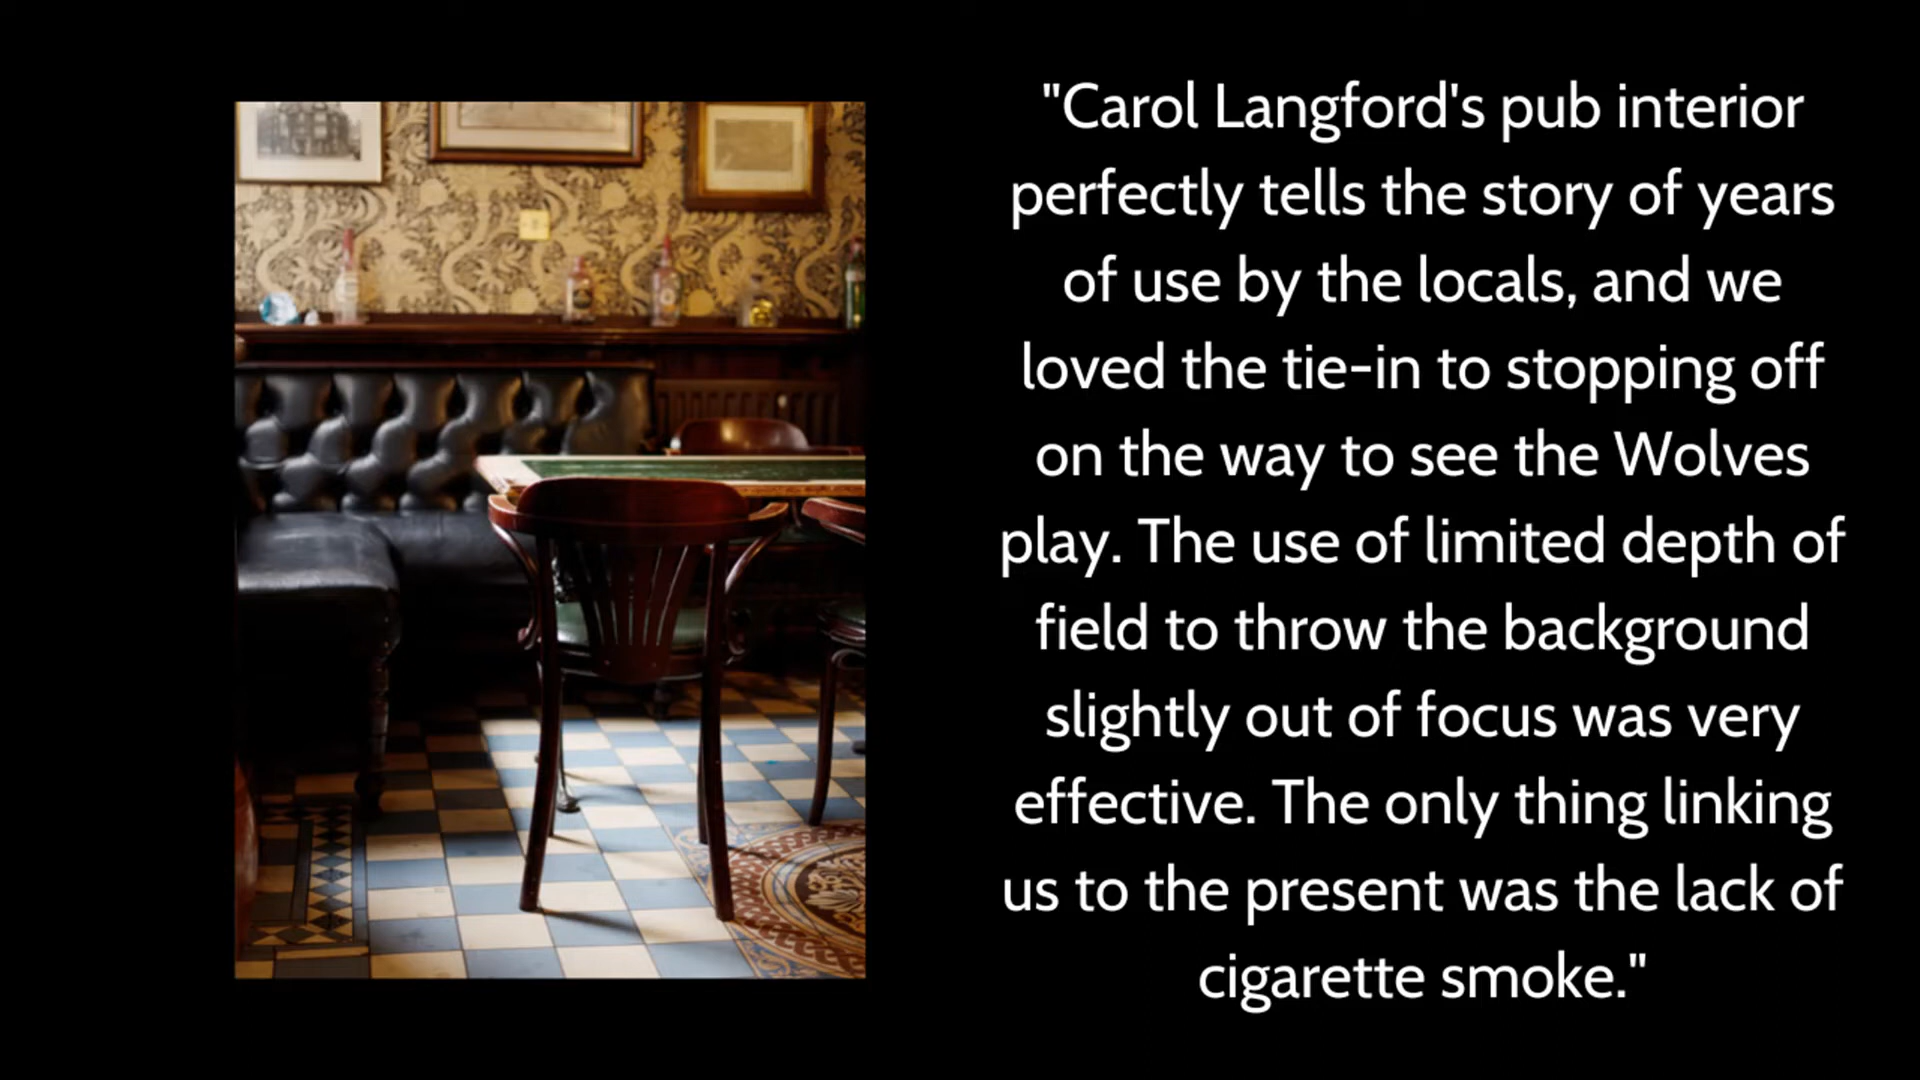 "Carol Langford's pub interior
perfectly tells the story of years
of use by the locals, and we
loved the tie-in to stopping off
on the way to see the Wolves
play. The use of limited depth of
field to throw the background
slightly out of focus was very
effective. The only thing linking
us to the present was the lack of
cigarette smoke."